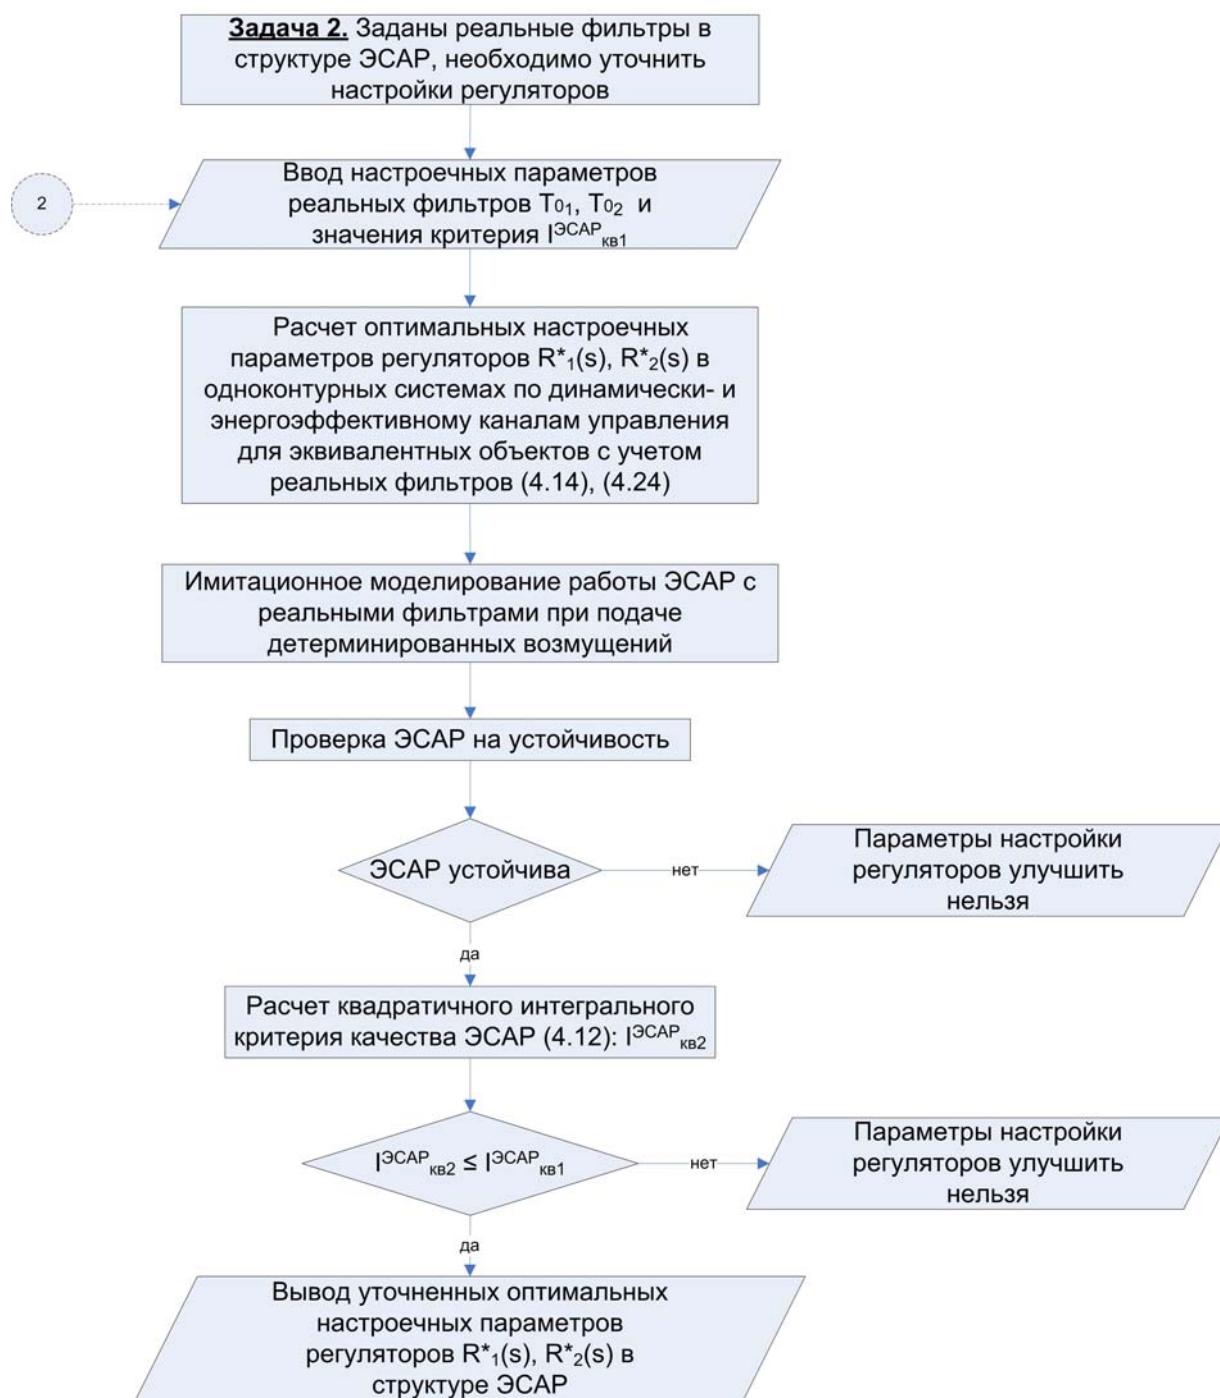 Задача 2. Заданы реальные фильтры в
структуре ЭСАР, необходимо уточнить
настройки регуляторов
2
Ввод настроечных параметров
реальных фильтров T01, T02 и
значения критерия IЭСАРкв1
Расчет оптимальных настроечных
параметров регуляторов R*1(s), R*2(s) в
одноконтурных системах по динамически- и
энергоэффективному каналам управления
для эквивалентных объектов с учетом
реальных фильтров (4.14), (4.24)
Имитационное моделирование работы ЭСАР с
реальными фильтрами при подаче
детерминированных возмущений
Проверка ЭСАР на устойчивость
ЭСАР устойчива
нет
Параметры настройки
регуляторов улучшить
нельзя
да
Расчет квадратичного интегрального
критерия качества ЭСАР (4.12): IЭСАРкв2
IЭСАРкв2 ≤ IЭСАРкв1
нет
Параметры настройки
регуляторов улучшить
нельзя
да
Вывод уточненных оптимальных
настроечных параметров
регуляторов R*1(s), R*2(s) в
структуре ЭСАР